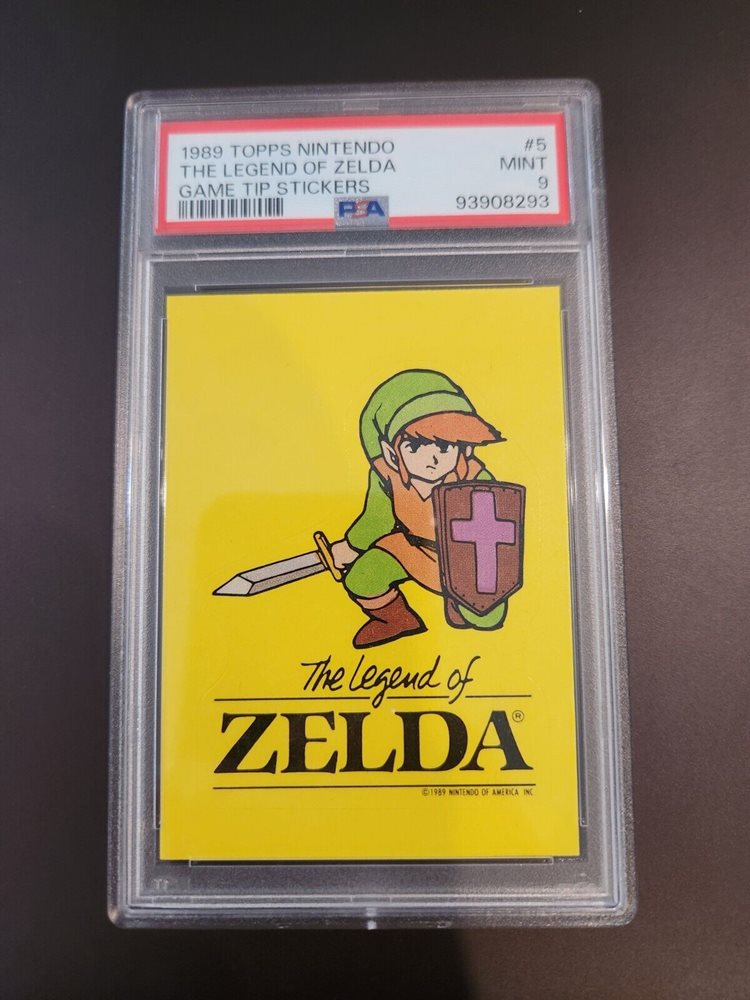 1989 TOPPS NINTENDO #5
THE LEGEND OF ZELDA MINT
GAME TIP STICKERS 9
PSA 93908293
The Legend of
ZELDA®
©1989 NINTENDO OF AMERICA INC